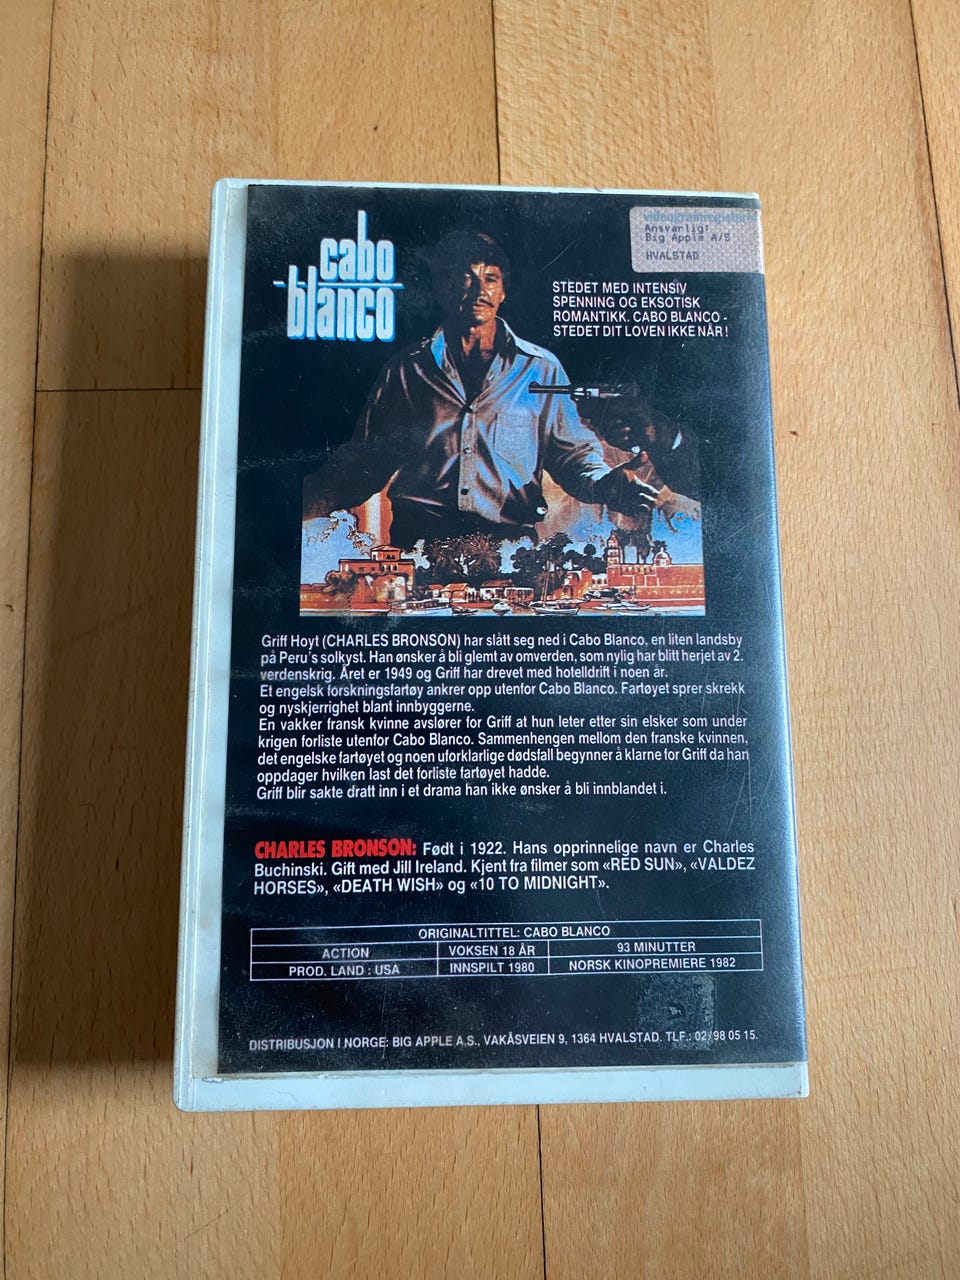 cabo
blanco
videogramregister
Ansvarlig:
Big Apple A/S
HVALSTAD
STEDET MED INTENSIV
SPENNING OG EKSOTISK
ROMANTIKK. CABO BLANCO -
STEDET DIT LOVEN IKKE NÅR!
Griff Hoyt (CHARLES BRONSON) har slått seg ned i Cabo Blanco, en liten landsby
på Peru's solkyst. Han ønsker å bli glemt av omverden, som nylig har blitt herjet av 2.
verdenskrig. Året er 1949 og Griff har drevet med hotelldrift i noen år.
Et engelsk forskningsfartøy ankrer opp utenfor Cabo Blanco. Fartøyet sprer skrekk
og nyskjerrighet blant innbyggerne.
En vakker fransk kvinne avslører for Griff at hun leter etter sin elsker som under
krigen forliste utenfor Cabo Blanco. Sammenhengen mellom den franske kvinnen,
det engelske fartøyet og noen uforklarlige dødsfall begynner å klarne for Griff da han
oppdager hvilken last det forliste fartøyet hadde.
Griff blir sakte dratt inn i et drama han ikke ønsker å bli innblandet i.
CHARLES BRONSON: Født i 1922. Hans opprinnelige navn er Charles
Buchinski. Gift med Jill Ireland. Kjent fra filmer som «RED SUN», «VALDEZ
HORSES», «DEATH WISH» og «10 TO MIDNIGHT».
ORIGINALTITTEL: CABO BLANCO
ACTION VOKSEN 18 ÅR 93 MINUTTER
PROD. LAND : USA INNSPILT 1980 NORSK KINOPREMIERE 1982
DISTRIBUSJON I NORGE: BIG APPLE A.S., VAKÅSVEIEN 9, 1364 HVALSTAD. TLF.: 02/98 05 15.